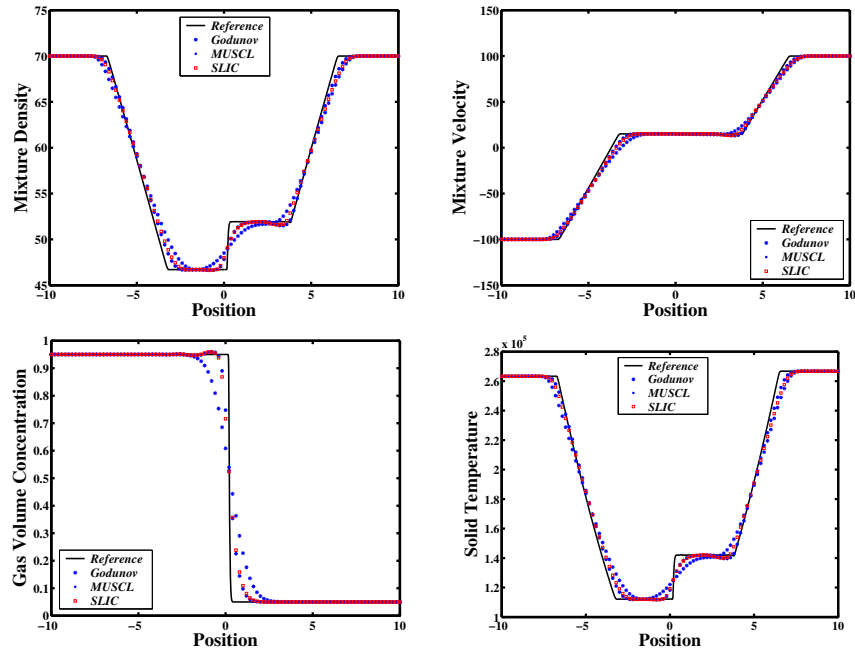 Mixture Density
75
70
65
60
55
50
45
−10
−5
0
5
10
Position
Reference
Godunov
MUSCL
SLIC
Mixture Velocity
150
100
50
0
−50
−100
−150
−10
−5
0
5
10
Position
Reference
Godunov
MUSCL
SLIC
Gas Volume Concentration
1
0.9
0.8
0.7
0.6
0.5
0.4
0.3
0.2
0.1
0
−10
−5
0
5
10
Position
Reference
Godunov
MUSCL
SLIC
Solid Temperature
x 10⁵
2.8
2.6
2.4
2.2
2
1.8
1.6
1.4
1.2
1
−10
−5
0
5
10
Position
Reference
Godunov
MUSCL
SLIC